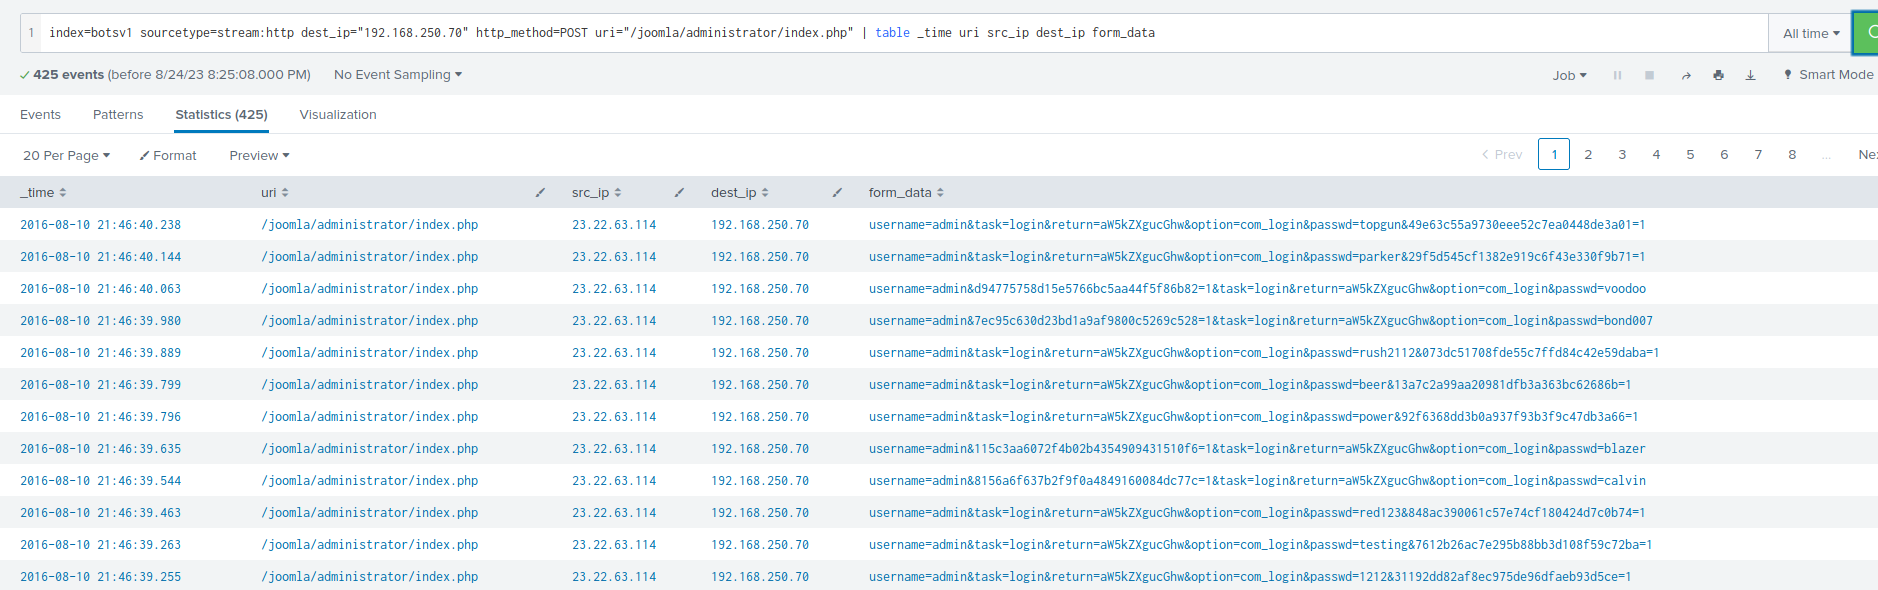 1 index=botsv1 sourcetype=stream:http dest_ip="192.168.250.70" http_method=POST uri="/joomla/administrator/index.php" | table _time uri src_ip dest_ip form_data All time
425 events (before 8/24/23 8:25:08.000 PM) No Event Sampling Job Smart Mode
Events Patterns Statistics (425) Visualization
20 Per Page Format Preview Prev 1 2 3 4 5 6 7 8 ...
_time uri src_ip dest_ip form_data
2016-08-10 21:46:40.238 /joomla/administrator/index.php 23.22.63.114 192.168.250.70 username=admin&task=login&return=aW5kZXgucGhw&option=com_login&passwd=topgun&49e63c55a9730eee52c7ea0448de3a01=1
2016-08-10 21:46:40.144 /joomla/administrator/index.php 23.22.63.114 192.168.250.70 username=admin&task=login&return=aW5kZXgucGhw&option=com_login&passwd=parker&29f5d545cf1382e919c6f43e330f9b71=1
2016-08-10 21:46:40.063 /joomla/administrator/index.php 23.22.63.114 192.168.250.70 username=admin&d94775758d15e5766bc5aa44f5f86b82=1&task=login&return=aW5kZXgucGhw&option=com_login&passwd=voodoo
2016-08-10 21:46:39.980 /joomla/administrator/index.php 23.22.63.114 192.168.250.70 username=admin&7ec95c630d23bd1a9af9800c5269c528=1&task=login&return=aW5kZXgucGhw&option=com_login&passwd=bond007
2016-08-10 21:46:39.889 /joomla/administrator/index.php 23.22.63.114 192.168.250.70 username=admin&task=login&return=aW5kZXgucGhw&option=com_login&passwd=rush2112&073dc51708fde55c7ffd84c42e59daba=1
2016-08-10 21:46:39.799 /joomla/administrator/index.php 23.22.63.114 192.168.250.70 username=admin&task=login&return=aW5kZXgucGhw&option=com_login&passwd=beer&13a7c2a99aa20981dfb3a363bc62686b=1
2016-08-10 21:46:39.796 /joomla/administrator/index.php 23.22.63.114 192.168.250.70 username=admin&task=login&return=aW5kZXgucGhw&option=com_login&passwd=power&92f6368dd3b0a937f93b3f9c47db3a66=1
2016-08-10 21:46:39.635 /joomla/administrator/index.php 23.22.63.114 192.168.250.70 username=admin&115c3aa6072f4b02b4354909431510f6=1&task=login&return=aW5kZXgucGhw&option=com_login&passwd=blazer
2016-08-10 21:46:39.544 /joomla/administrator/index.php 23.22.63.114 192.168.250.70 username=admin&8156a6f637b2f9f0a4849160084dc77c=1&task=login&return=aW5kZXgucGhw&option=com_login&passwd=calvin
2016-08-10 21:46:39.463 /joomla/administrator/index.php 23.22.63.114 192.168.250.70 username=admin&task=login&return=aW5kZXgucGhw&option=com_login&passwd=red123&848ac390061c57e74cf180424d7c0b74=1
2016-08-10 21:46:39.263 /joomla/administrator/index.php 23.22.63.114 192.168.250.70 username=admin&task=login&return=aW5kZXgucGhw&option=com_login&passwd=testing&7612b26ac7e295b88bb3d108f59c72ba=1
2016-08-10 21:46:39.255 /joomla/administrator/index.php 23.22.63.114 192.168.250.70 username=admin&task=login&return=aW5kZXgucGhw&option=com_login&passwd=1212&31192dd82af8ec975de96dfaeb93d5ce=1